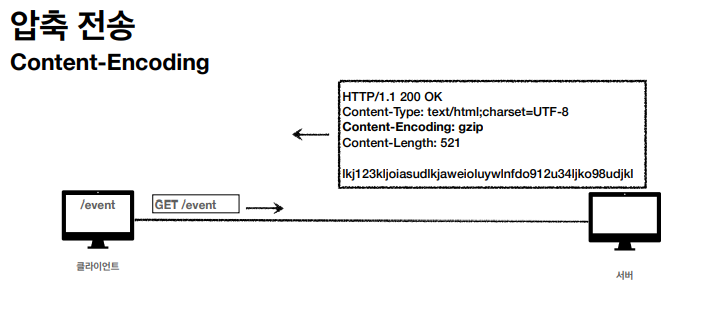 압축 전송
Content-Encoding
HTTP/1.1 200 OK
Content-Type: text/html;charset=UTF-8
Content-Encoding: gzip
Content-Length: 521
lkj123kljoiasudlkjaweioluywlnfdo912u34ljko98udjkl
/event
GET /event
클라이언트
서버